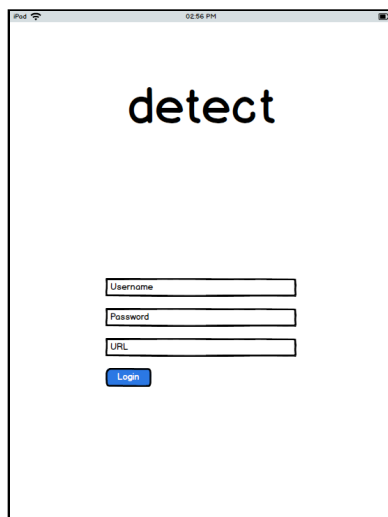 iPod 02:56 PM
detect
Username
Password
URL
Login